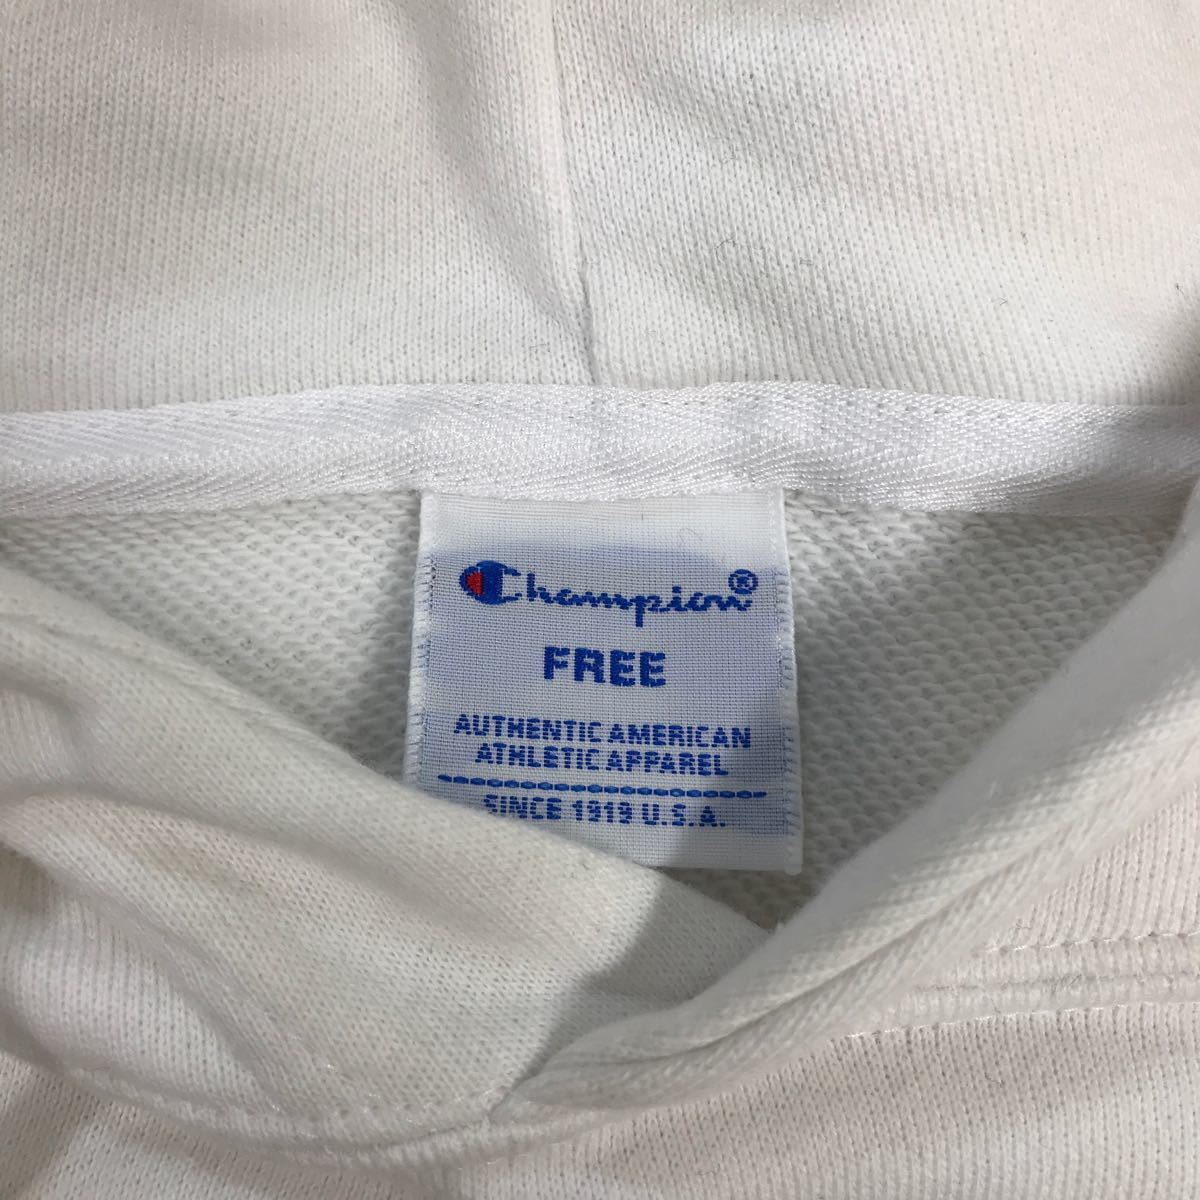 Champion®
FREE
AUTHENTIC AMERICAN
ATHLETIC APPAREL
SINCE 1919 U.S.A.